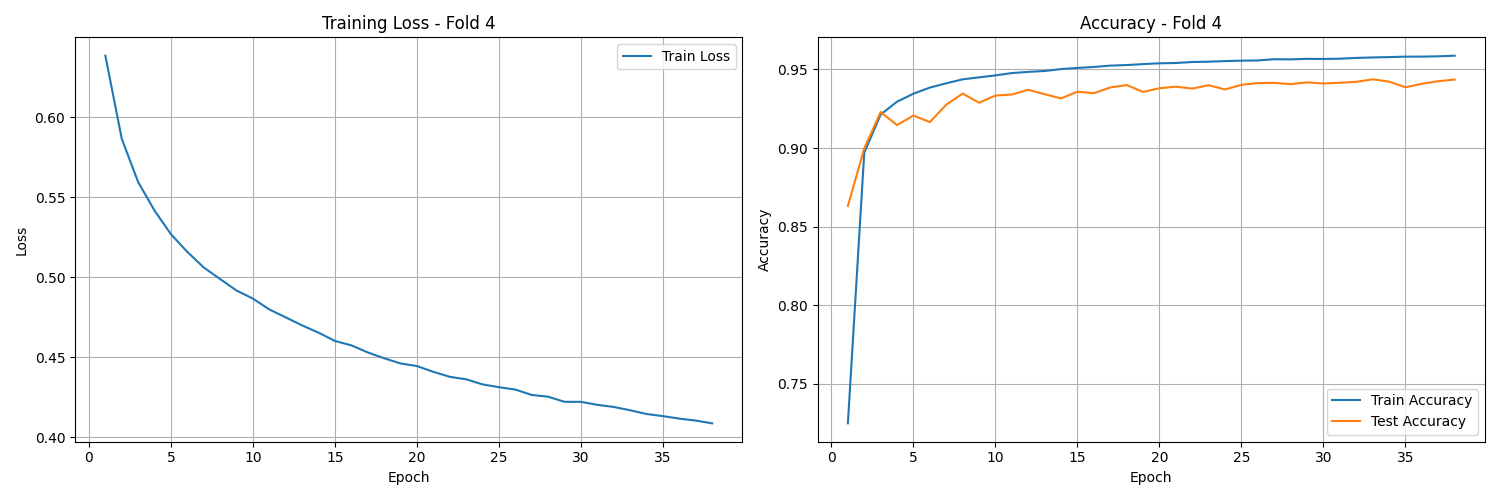 Training Loss - Fold 4
Train Loss
0.60
0.55
0.50
0.45
0.40
Loss
0 5 10 15 20 25 30 35
Epoch
Accuracy - Fold 4
0.95
0.90
0.85
0.80
0.75
Accuracy
Train Accuracy
Test Accuracy
0 5 10 15 20 25 30 35
Epoch